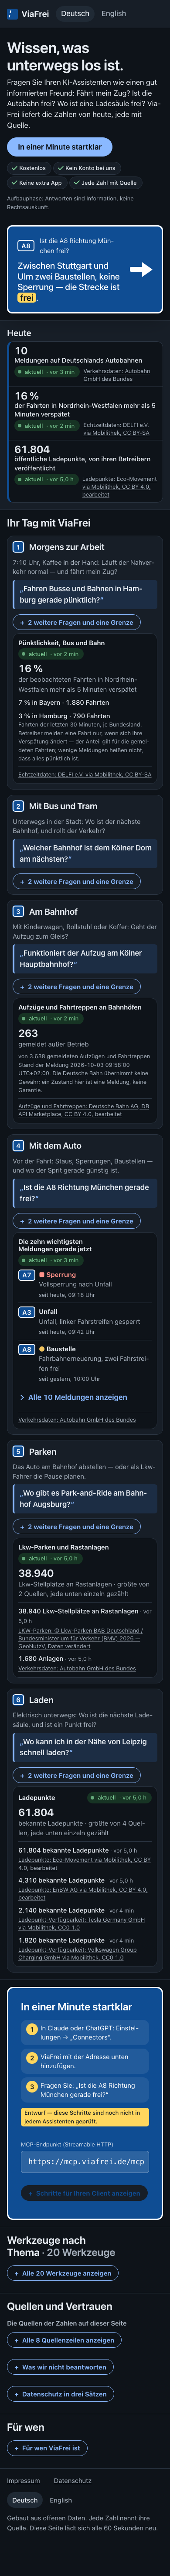 ViaFrei Deutsch English
Wissen, was
unterwegs los ist.
Fragen Sie Ihren KI-Assistenten wie einen gut
informierten Freund: Fährt mein Zug? Ist die
Autobahn frei? Wo ist eine Ladesäule frei? Via-
Frei liefert die Zahlen von heute, jede mit
Quelle.
In einer Minute startklar
✓ Kostenlos ✓ Kein Konto bei uns
✓ Keine extra App ✓ Jede Zahl mit Quelle
Aufbauphase: Antworten sind Information, keine
Rechtsauskunft.
A8 Ist die A8 Richtung Mün-
chen frei?
Zwischen Stuttgart und
Ulm zwei Baustellen, keine
Sperrung — die Strecke ist
frei.
Heute
10
Meldungen auf Deutschlands Autobahnen
aktuell · vor 3 min Verkehrsdaten: Autobahn
GmbH des Bundes
16 %
der Fahrten in Nordrhein-Westfalen mehr als 5
Minuten verspätet
aktuell · vor 2 min Echtzeitdaten: DELFI e.V.
via Mobilithek, CC BY-SA
61.804
öffentliche Ladepunkte, von ihren Betreibern
veröffentlicht
aktuell · vor 5,0 h Ladepunkte: Eco-Movement
via Mobilithek, CC BY 4.0,
bearbeitet
Ihr Tag mit ViaFrei
1 Morgens zur Arbeit
7:10 Uhr, Kaffee in der Hand: Läuft der Nahver-
kehr normal — und fährt mein Zug?
„Fahren Busse und Bahnen in Ham-
burg gerade pünktlich?“
+ 2 weitere Fragen und eine Grenze
Pünktlichkeit, Bus und Bahn
aktuell · vor 2 min
16 %
der beobachteten Fahrten in Nordrhein-
Westfalen mehr als 5 Minuten verspätet
7 % in Bayern · 1.880 Fahrten
3 % in Hamburg · 790 Fahrten
Fahrten der letzten 30 Minuten, je Bundesland.
Betreiber melden eine Fahrt nur, wenn sich ihre
Verspätung ändert — der Anteil gilt für die gemel-
deten Fahrten; wenige Meldungen heißen nicht,
dass alles pünktlich ist.
Echtzeitdaten: DELFI e.V. via Mobilithek, CC BY-SA
2 Mit Bus und Tram
Unterwegs in der Stadt: Wo ist der nächste
Bahnhof, und rollt der Verkehr?
„Welcher Bahnhof ist dem Kölner Dom
am nächsten?“
+ 2 weitere Fragen und eine Grenze
3 Am Bahnhof
Mit Kinderwagen, Rollstuhl oder Koffer: Geht der
Aufzug zum Gleis?
„Funktioniert der Aufzug am Kölner
Hauptbahnhof?“
+ 2 weitere Fragen und eine Grenze
Aufzüge und Fahrtreppen an Bahnhöfen
aktuell · vor 2 min
263
gemeldet außer Betrieb
von 3.638 gemeldeten Aufzügen und Fahrtreppen
Stand der Meldung 2026-10-03 09:58:00
UTC+02:00. Die Deutsche Bahn übernimmt keine
Gewähr; ein Zustand hier ist eine Meldung, keine
Garantie.
Aufzüge und Fahrtreppen: Deutsche Bahn AG, DB
API Marketplace, CC BY 4.0, bearbeitet
4 Mit dem Auto
Vor der Fahrt: Staus, Sperrungen, Baustellen —
und wo der Sprit gerade günstig ist.
„Ist die A8 Richtung München gerade
frei?“
+ 2 weitere Fragen und eine Grenze
Die zehn wichtigsten
Meldungen gerade jetzt
aktuell · vor 3 min
A7 Sperrung
Vollsperrung nach Unfall
seit heute, 09:18 Uhr
A3 Unfall
Unfall, linker Fahrstreifen gesperrt
seit heute, 09:42 Uhr
A8 Baustelle
Fahrbahnerneuerung, zwei Fahrstrei-
fen frei
seit gestern, 10:00 Uhr
Alle 10 Meldungen anzeigen
Verkehrsdaten: Autobahn GmbH des Bundes
5 Parken
Das Auto am Bahnhof abstellen — oder als Lkw-
Fahrer die Pause planen.
„Wo gibt es Park-and-Ride am Bahn-
hof Augsburg?“
+ 2 weitere Fragen und eine Grenze
Lkw-Parken und Rastanlagen
aktuell · vor 5,0 h
38.940
Lkw-Stellplätze an Rastanlagen · größte von
2 Quellen, jede unten einzeln gezählt
38.940 Lkw-Stellplätze an Rastanlagen · vor
5,0 h
LKW-Parken: © Lkw-Parken BAB Deutschland /
Bundesministerium für Verkehr (BMV) 2026 —
GeoNutzV, Daten verändert
1.680 Anlagen · vor 5,0 h
Verkehrsdaten: Autobahn GmbH des Bundes
6 Laden
Elektrisch unterwegs: Wo ist die nächste Lade-
säule, und ist ein Punkt frei?
„Wo kann ich in der Nähe von Leipzig
schnell laden?“
+ 2 weitere Fragen und eine Grenze
Ladepunkte aktuell · vor 5,0 h
61.804
bekannte Ladepunkte · größte von 4 Quel-
len, jede unten einzeln gezählt
61.804 bekannte Ladepunkte · vor 5,0 h
Ladepunkte: Eco-Movement via Mobilithek, CC BY
4.0, bearbeitet
4.310 bekannte Ladepunkte · vor 5,0 h
Ladepunkte: EnBW AG via Mobilithek, CC BY 4.0,
bearbeitet
2.140 bekannte Ladepunkte · vor 4 min
Ladepunkt-Verfügbarkeit: Tesla Germany GmbH
via Mobilithek, CC0 1.0
1.820 bekannte Ladepunkte · vor 4 min
Ladepunkt-Verfügbarkeit: Volkswagen Group
Charging GmbH via Mobilithek, CC0 1.0
In einer Minute startklar
1 In Claude oder ChatGPT: Einstel-
lungen → „Connectors“.
2 ViaFrei mit der Adresse unten
hinzufügen.
3 Fragen Sie: „Ist die A8 Richtung
München gerade frei?“
Entwurf — diese Schritte sind noch nicht in
jedem Assistenten geprüft.
MCP-Endpunkt (Streamable HTTP)
https://mcp.viafrei.de/mcp
+ Schritte für Ihren Client anzeigen
Werkzeuge nach
Thema · 20 Werkzeuge
+ Alle 20 Werkzeuge anzeigen
Quellen und Vertrauen
Die Quellen der Zahlen auf dieser Seite
+ Alle 8 Quellenzeilen anzeigen
+ Was wir nicht beantworten
+ Datenschutz in drei Sätzen
Für wen
+ Für wen ViaFrei ist
Impressum Datenschutz
Deutsch English
Gebaut aus offenen Daten. Jede Zahl nennt ihre
Quelle. Diese Seite lädt sich alle 60 Sekunden neu.